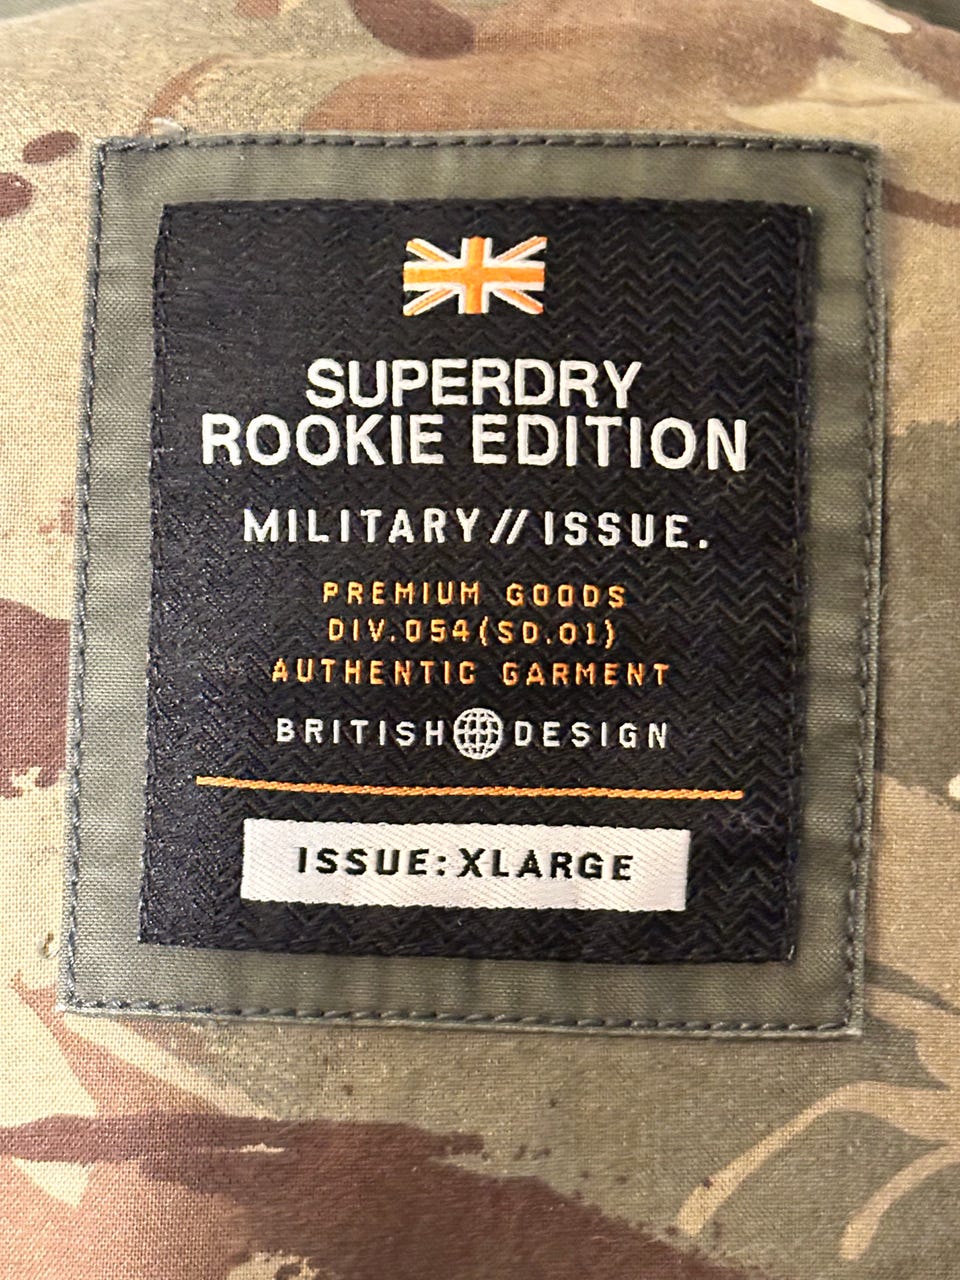 SUPERDRY
ROOKIE EDITION
MILITARY//ISSUE.
PREMIUM GOODS
DIV.054(SD.01)
AUTHENTIC GARMENT
BRITISH DESIGN
ISSUE:XLARGE